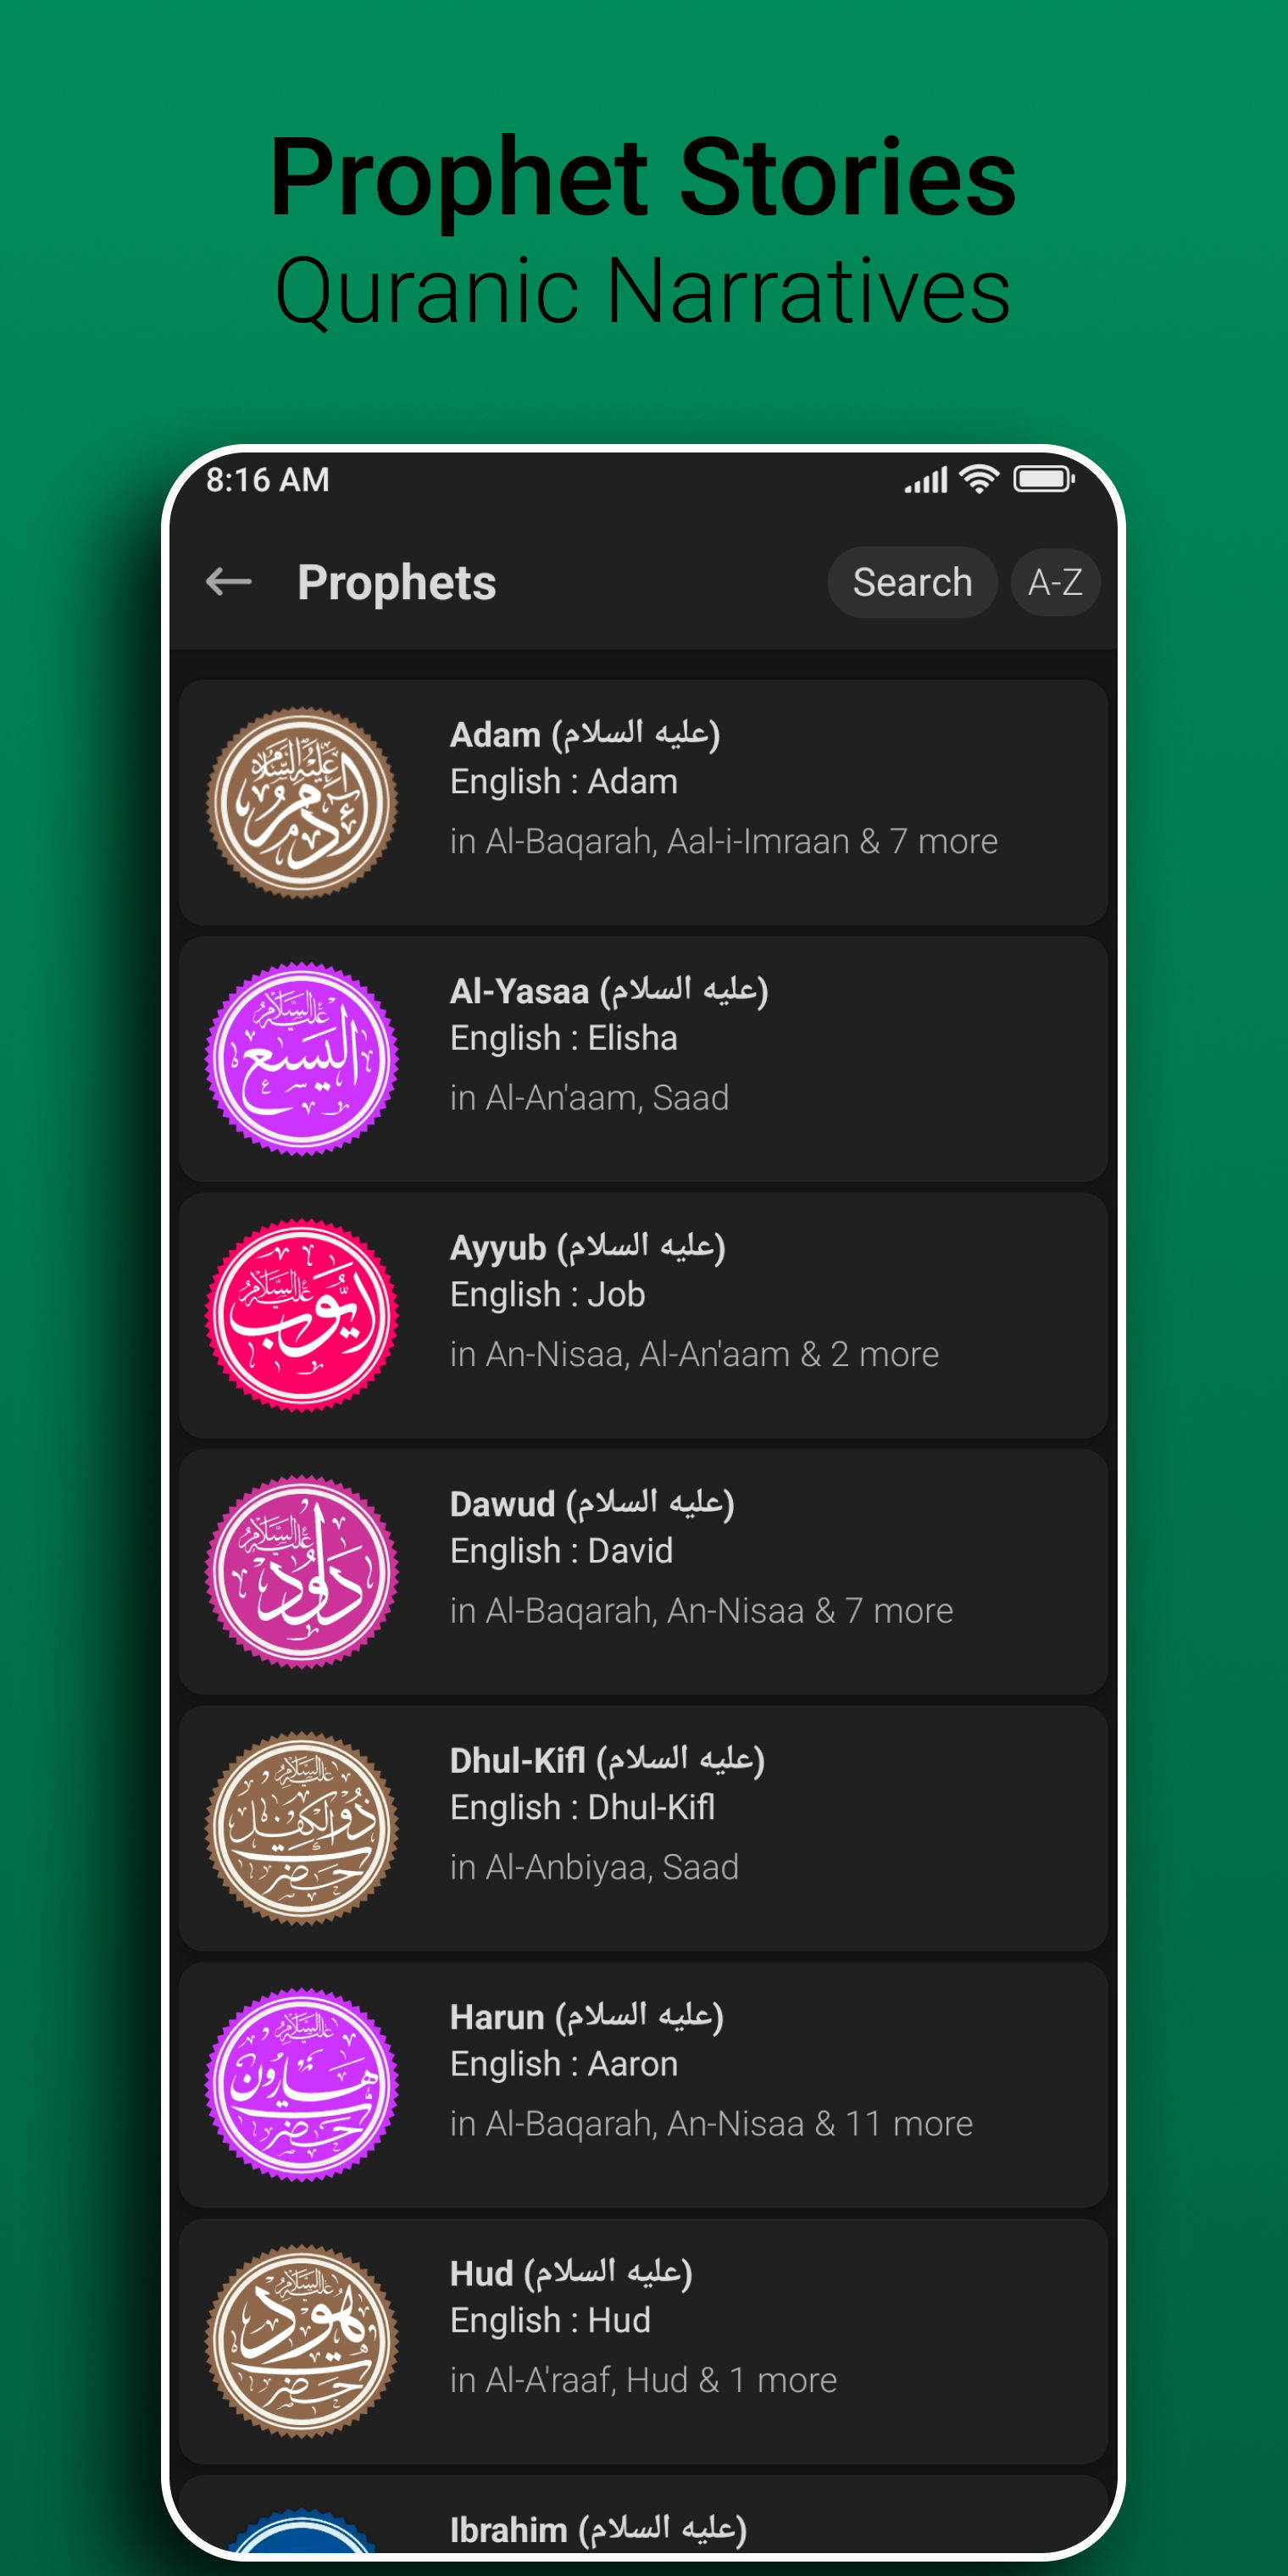 Prophet Stories
Quranic Narratives
8:16 AM
Prophets
Search
A-Z
Adam (عليه السلام)
English : Adam
in Al-Baqarah, Aal-i-Imraan & 7 more
Al-Yasaa (عليه السلام)
English : Elisha
in Al-An'aam, Saad
Ayyub (عليه السلام)
English : Job
in An-Nisaa, Al-An'aam & 2 more
Dawud (عليه السلام)
English : David
in Al-Baqarah, An-Nisaa & 7 more
Dhul-Kifl (عليه السلام)
English : Dhul-Kifl
in Al-Anbiyaa, Saad
Harun (عليه السلام)
English : Aaron
in Al-Baqarah, An-Nisaa & 11 more
Hud (عليه السلام)
English : Hud
in Al-A'raaf, Hud & 1 more
Ibrahim (عليه السلام)